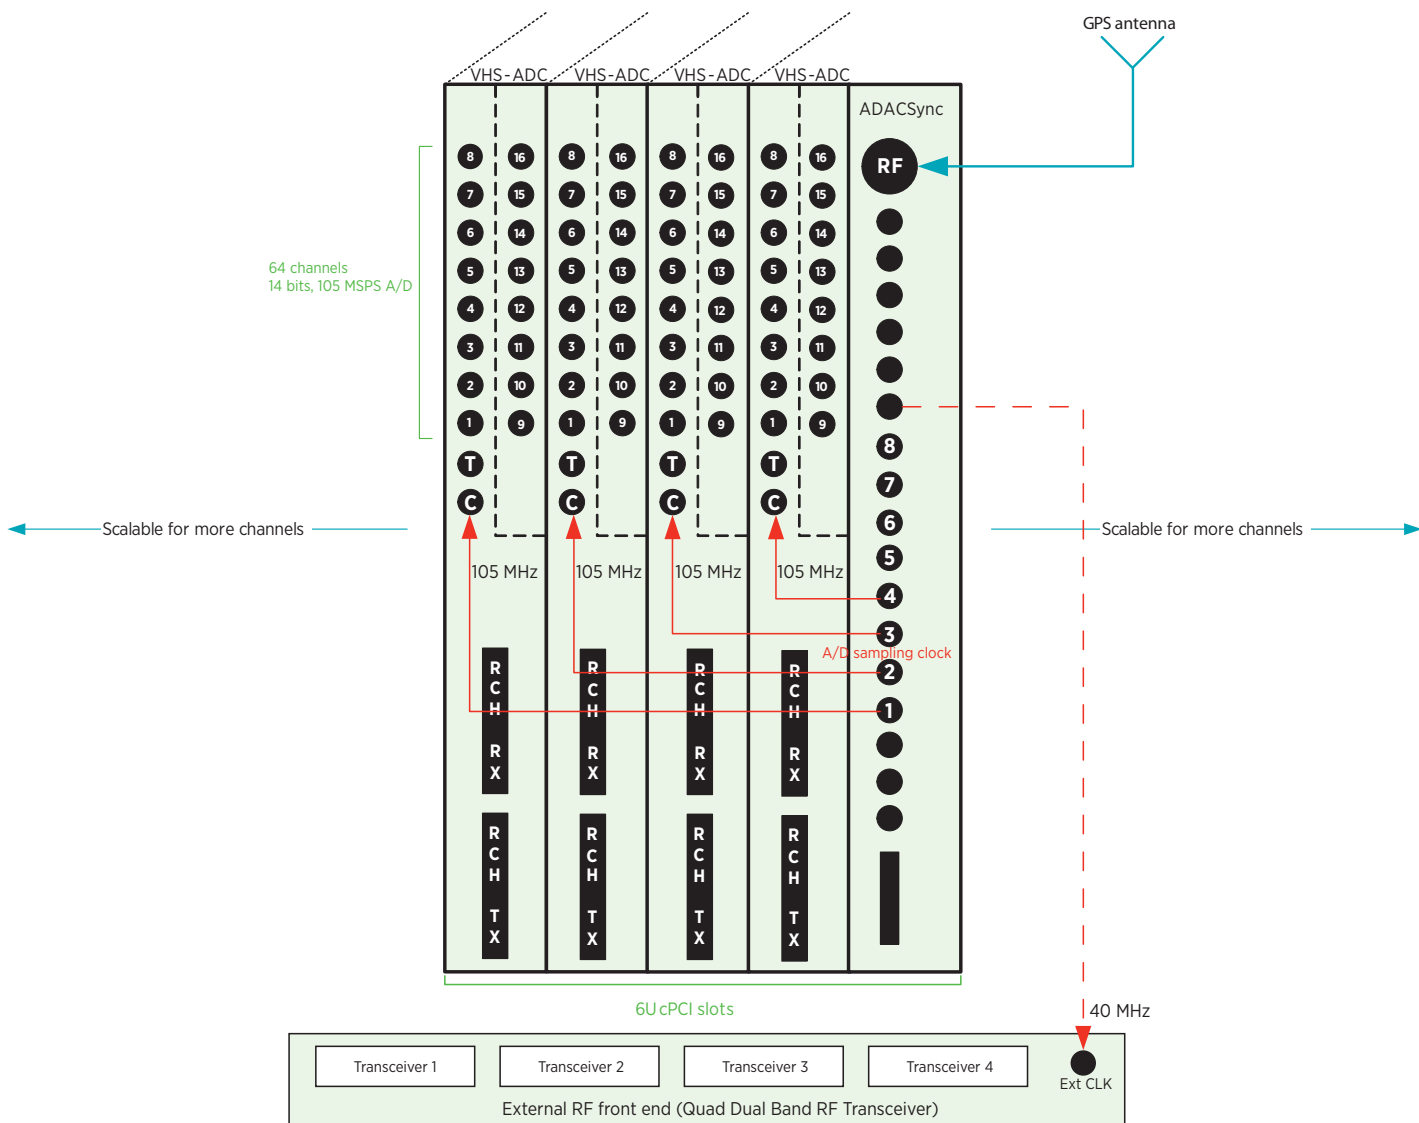 GPS antenna
VHS-ADC VHS-ADC VHS-ADC VHS-ADC
ADACSync
RF
8 16 8 16 8 16 8 16
7 15 7 15 7 15 7 15
6 14 6 14 6 14 6 14
5 13 5 13 5 13 5 13
64 channels
14 bits, 105 MSPS A/D
4 12 4 12 4 12 4 12
3 11 3 11 3 11 3 11
2 10 2 10 2 10 2 10
1 9 1 9 1 9 1 9
T T T T
C C C C
8
7
6
5
4
3
2
1
Scalable for more channels
Scalable for more channels
105 MHz 105 MHz 105 MHz 105 MHz
A/D sampling clock
RCH RX RCH RX RCH RX RCH RX
RCH TX RCH TX RCH TX RCH TX
6U cPCI slots
40 MHz
Transceiver 1 Transceiver 2 Transceiver 3 Transceiver 4
Ext CLK
External RF front end (Quad Dual Band RF Transceiver)